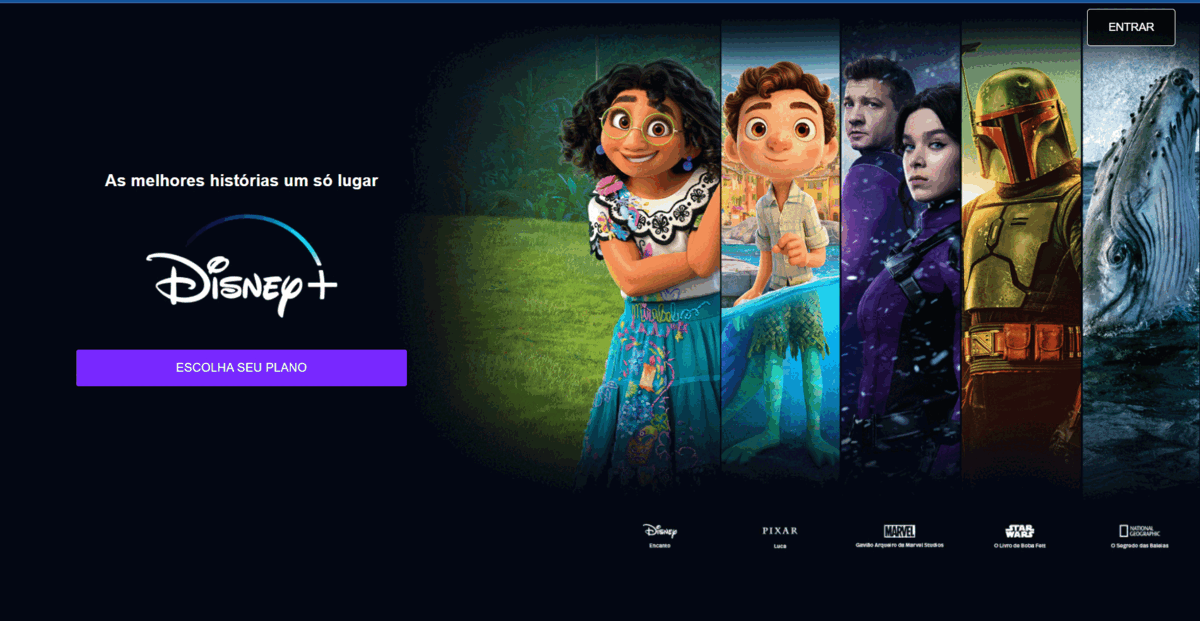 ENTRAR
As melhores histórias um só lugar
Disney+
ESCOLHA SEU PLANO
Disney
Encanto
PIXAR
Luca
MARVEL
Gavião Arqueiro da Marvel Studios
STAR WARS
O Livro de Boba Fett
NATIONAL GEOGRAPHIC
O Segredo das Baleias